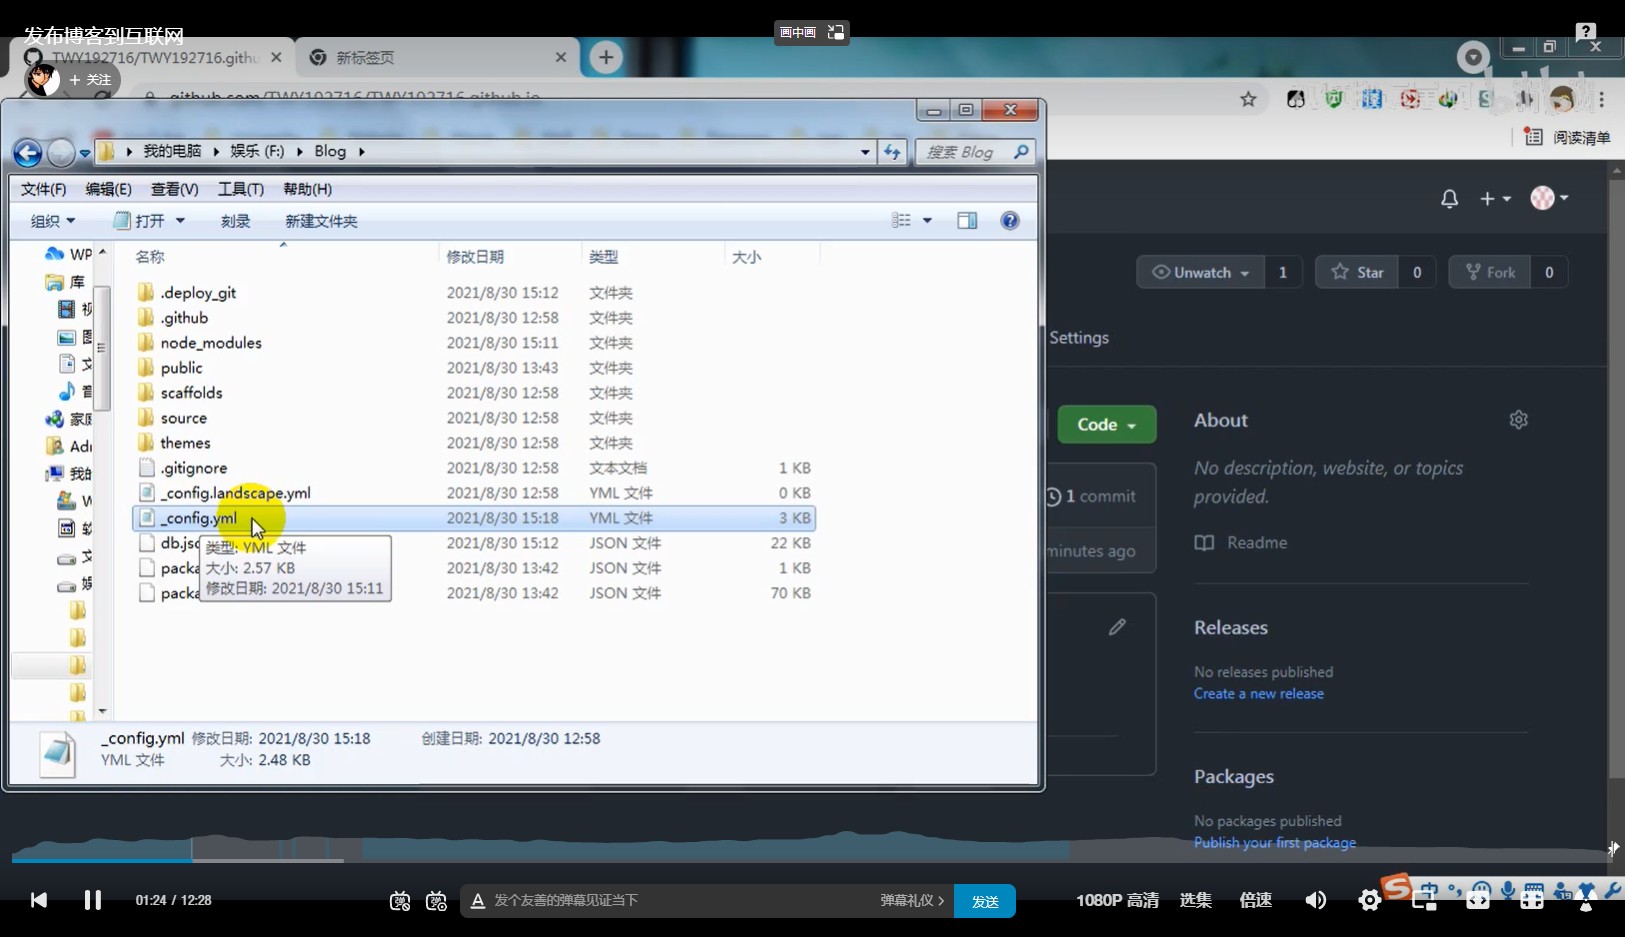 发布博客到互联网
画中画
TWY192716/TWY192716.githu
新标签页
+ 关注
github.com/TWY192716/TWY192716.github.io
阅读清单
我的电脑
娱乐 (F:)
Blog
搜索 Blog
文件(F)
编辑(E)
查看(V)
工具(T)
帮助(H)
组织
打开
刻录
新建文件夹
名称
修改日期
类型
大小
WP
库
家庭
Adr
我的
.deploy_git 2021/8/30 15:12 文件夹
.github 2021/8/30 12:58 文件夹
node_modules 2021/8/30 15:11 文件夹
public 2021/8/30 13:43 文件夹
scaffolds 2021/8/30 12:58 文件夹
source 2021/8/30 12:58 文件夹
themes 2021/8/30 12:58 文件夹
.gitignore 2021/8/30 12:58 文本文档 1 KB
_config.landscape.yml 2021/8/30 12:58 YML 文件 0 KB
_config.yml 2021/8/30 15:18 YML 文件 3 KB
db.jsc 2021/8/30 15:12 JSON 文件 22 KB
packa 2021/8/30 13:42 JSON 文件 1 KB
packa 2021/8/30 13:42 JSON 文件 70 KB
类型: YML 文件
大小: 2.57 KB
修改日期: 2021/8/30 15:11
_config.yml 修改日期: 2021/8/30 15:18 创建日期: 2021/8/30 12:58
YML 文件 大小: 2.48 KB
Unwatch 1
Star 0
Fork 0
Settings
Code
About
No description, website, or topics
provided.
1 commit
minutes ago
Readme
Releases
No releases published
Create a new release
Packages
No packages published
Publish your first package
01:24 / 12:28
发个友善的弹幕见证当下
弹幕礼仪 >
发送
1080P 高清
选集
倍速
中